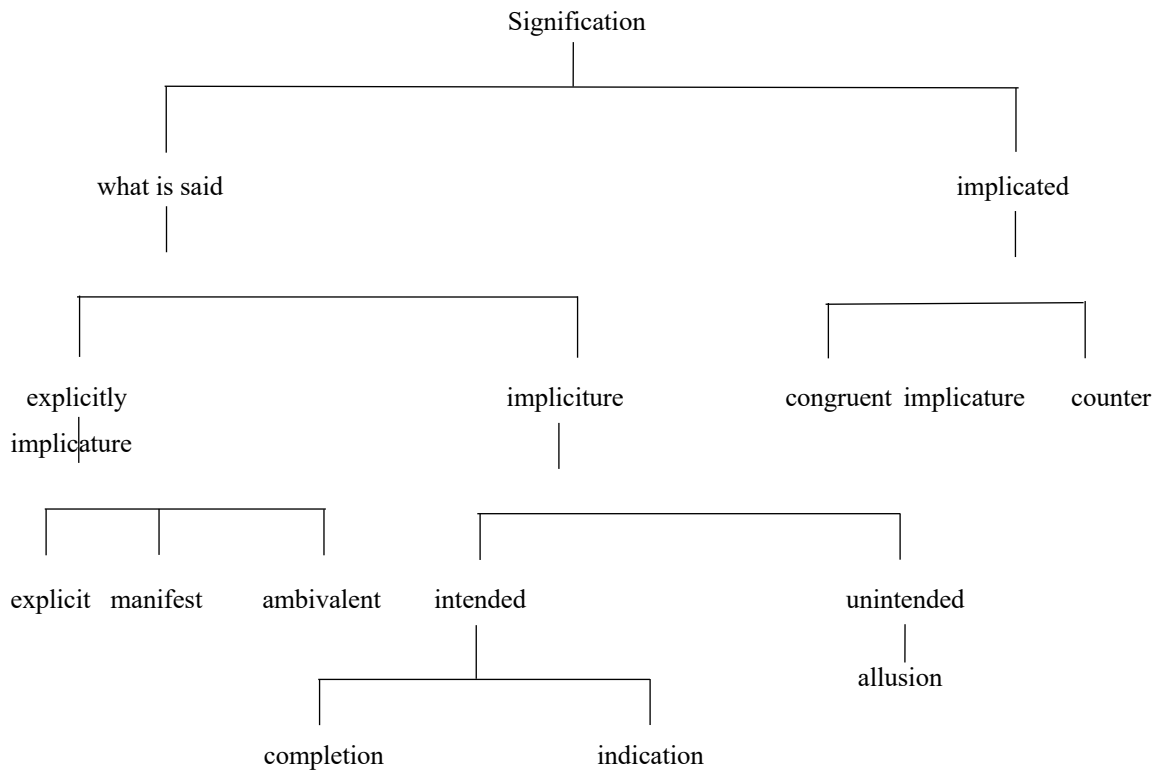 Signification
what is said implicated
explicitly impliciture congruent implicature counter
implicature
explicit manifest ambivalent intended unintended
allusion
completion indication